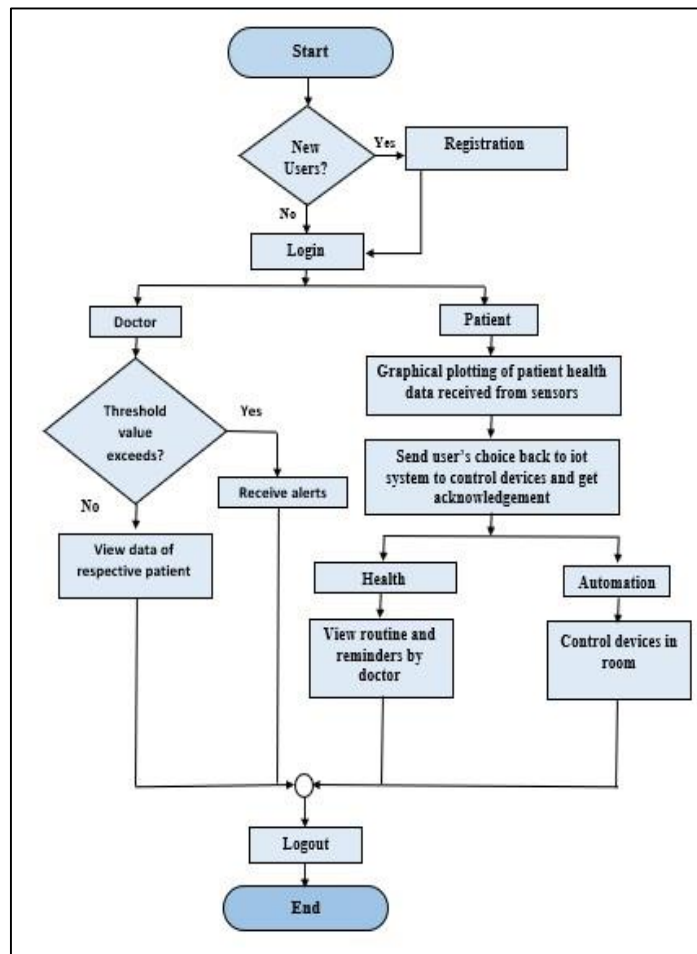 Start
New
Users?
Yes
Registration
No
Login
Doctor
Patient
Graphical plotting of patient health
data received from sensors
Threshold
value
exceeds?
Yes
No
Send user's choice back to iot
system to control devices and get
acknowledgement
Receive alerts
View data of
respective patient
Health
Automation
View routine and
reminders by
doctor
Control devices in
room
Logout
End